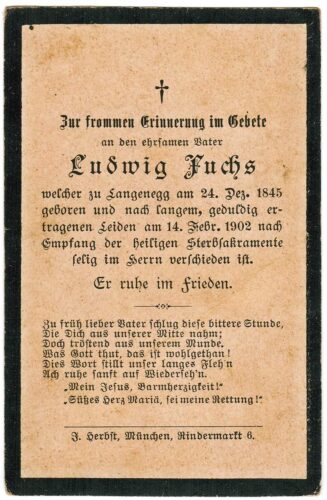 †
Zur frommen Erinnerung im Gebete
an den ehrsamen Vater
Ludwig Fuchs
welcher zu Langenegg am 24. Dez. 1845
geboren und nach langem, geduldig er-
tragenen Leiden am 14. Febr. 1902 nach
Empfang der heiligen Sterbsakramente
selig im Herrn verschieden ist.
Er ruhe im Frieden.
Zu früh lieber Vater schlug diese bittere Stunde,
Die Dich aus unserer Mitte nahm;
Doch tröstend aus unserem Munde.
Was Gott thut, das ist wohlgethan!
Dies Wort stillt unser langes Fleh'n
Ach ruhe sanft auf Wiederseh'n.
„Mein Jesus, Barmherzigkeit!"
„Süßes Herz Mariä, sei meine Rettung!"
J. Herbst, München, Rindermarkt 6.